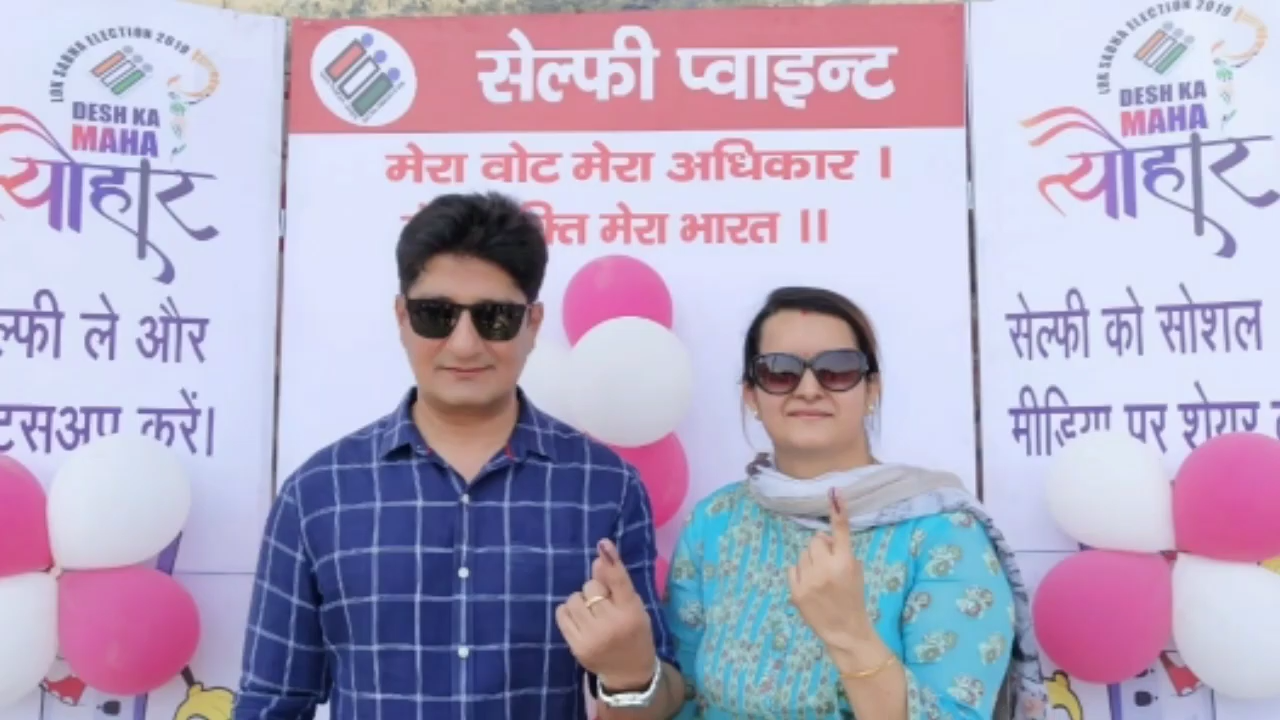 LOK SABHA ELECTION 2019
DESH KA
MAHA
त्योहार
ल्फी ले और
करें।
सेल्फी प्वाइन्ट
मेरा वोट मेरा अधिकार ।
मेरा भारत ।।
LOK SABHA ELECTION 2019
DESH KA
MAHA
त्योहार
सेल्फी को सोशल
मीडिया पर शेयर